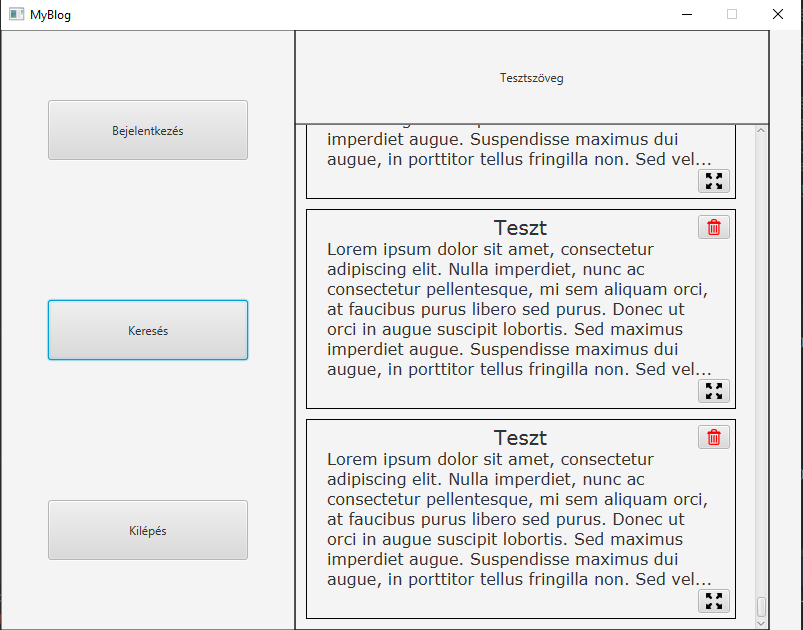 MyBlog
Bejelentkezés
Keresés
Kilépés
Tesztszöveg
imperdiet augue. Suspendisse maximus dui
augue, in porttitor tellus fringilla non. Sed vel...
Teszt
Lorem ipsum dolor sit amet, consectetur
adipiscing elit. Nulla imperdiet, nunc ac
consectetur pellentesque, mi sem aliquam orci,
at faucibus purus libero sed purus. Donec ut
orci in augue suscipit lobortis. Sed maximus
imperdiet augue. Suspendisse maximus dui
augue, in porttitor tellus fringilla non. Sed vel...
Teszt
Lorem ipsum dolor sit amet, consectetur
adipiscing elit. Nulla imperdiet, nunc ac
consectetur pellentesque, mi sem aliquam orci,
at faucibus purus libero sed purus. Donec ut
orci in augue suscipit lobortis. Sed maximus
imperdiet augue. Suspendisse maximus dui
augue, in porttitor tellus fringilla non. Sed vel...